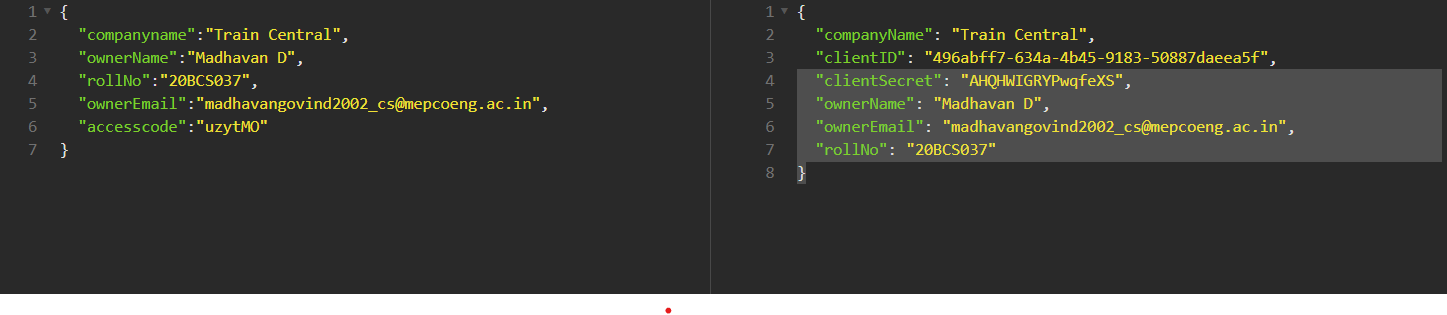 1 {
2 "companyname":"Train Central",
3 "ownerName":"Madhavan D",
4 "rollNo":"20BCS037",
5 "ownerEmail":"madhavangovind2002_cs@mepcoeng.ac.in",
6 "accesscode":"uzytMO"
7 }
1 {
2 "companyName": "Train Central",
3 "clientID": "496abff7-634a-4b45-9183-50887daeea5f",
4 "clientSecret": "AHQHWIGRYPwqfeXS",
5 "ownerName": "Madhavan D",
6 "ownerEmail": "madhavangovind2002_cs@mepcoeng.ac.in",
7 "rollNo": "20BCS037"
8 }